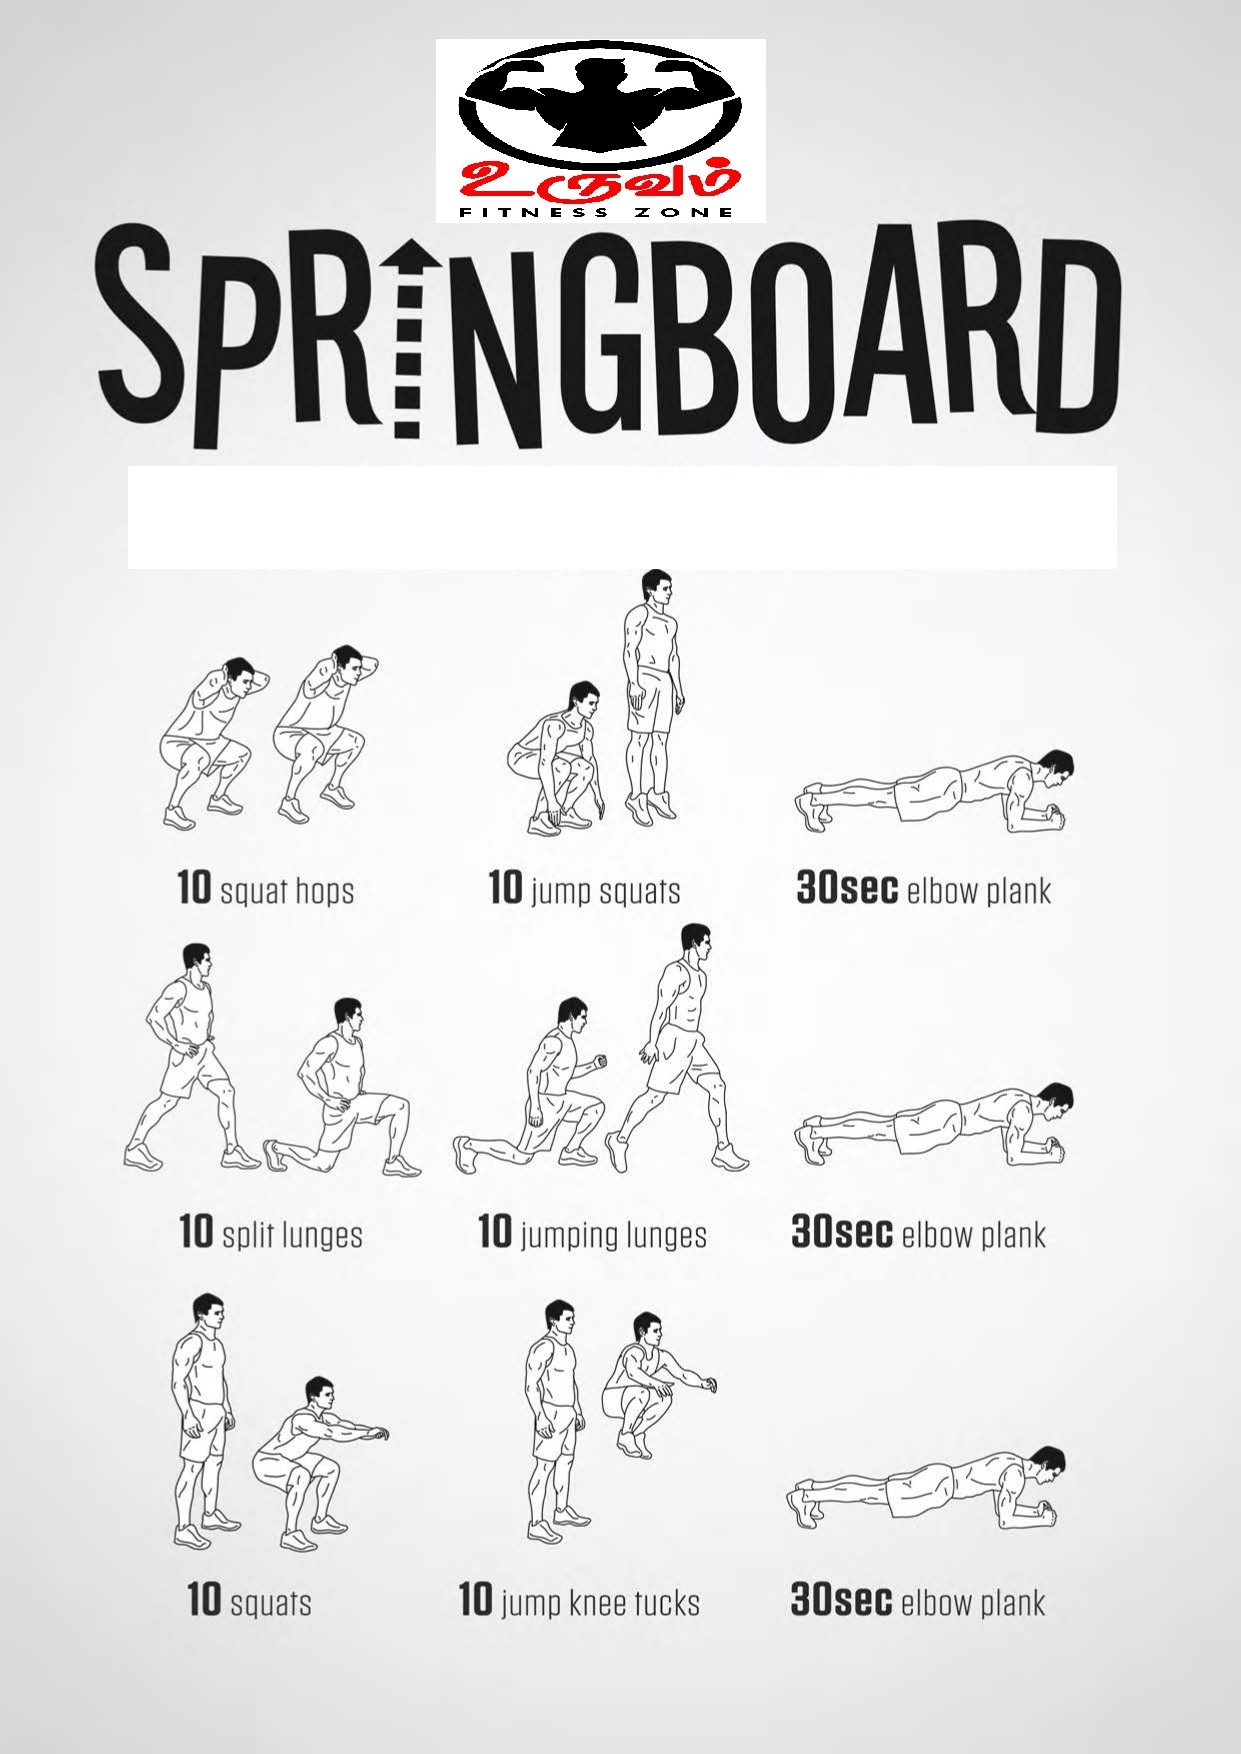 உருவம்
FITNESS ZONE
SPRINGBOARD
10 squat hops
10 jump squats
30sec elbow plank
10 split lunges
10 jumping lunges
30sec elbow plank
10 squats
10 jump knee tucks
30sec elbow plank